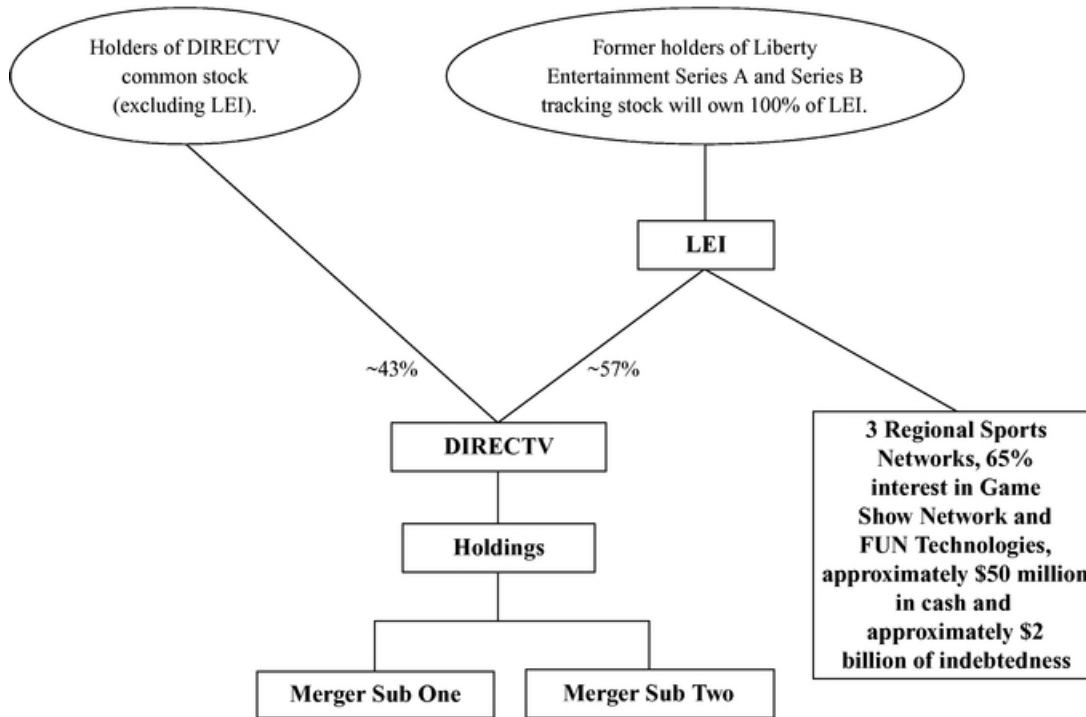 Holders of DIRECTV
common stock
(excluding LEI).
Former holders of Liberty
Entertainment Series A and Series B
tracking stock will own 100% of LEI.
LEI
~43%
~57%
DIRECTV
3 Regional Sports
Networks, 65%
interest in Game
Show Network and
FUN Technologies,
approximately $50 million
in cash and
approximately $2
billion of indebtedness
Holdings
Merger Sub One
Merger Sub Two